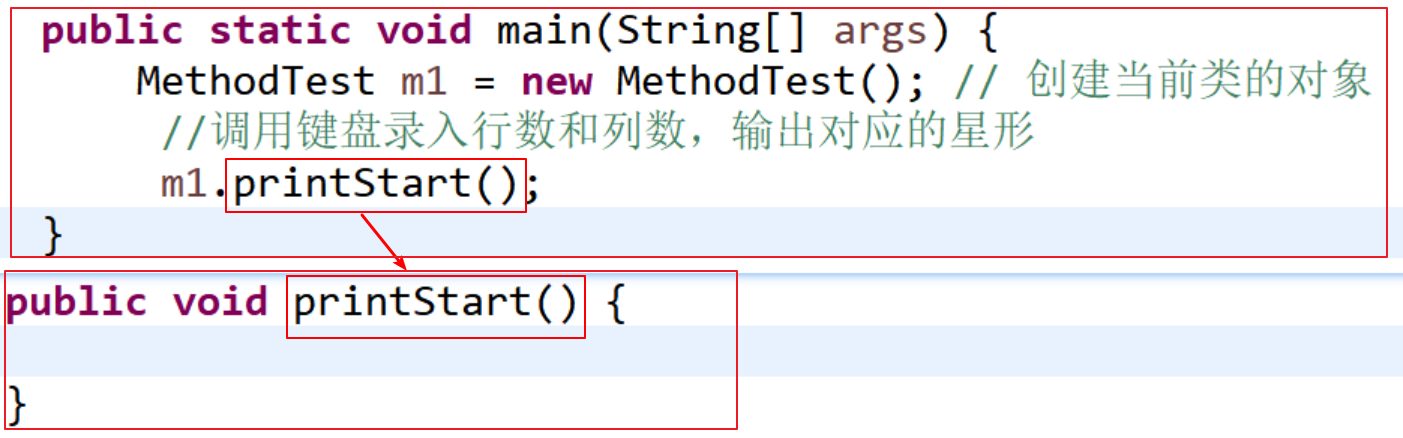 public static void main(String[] args) {
MethodTest m1 = new MethodTest(); // 创建当前类的对象
//调用键盘录入行数和列数，输出对应的星形
m1.printStart();
}
public void printStart() {
}